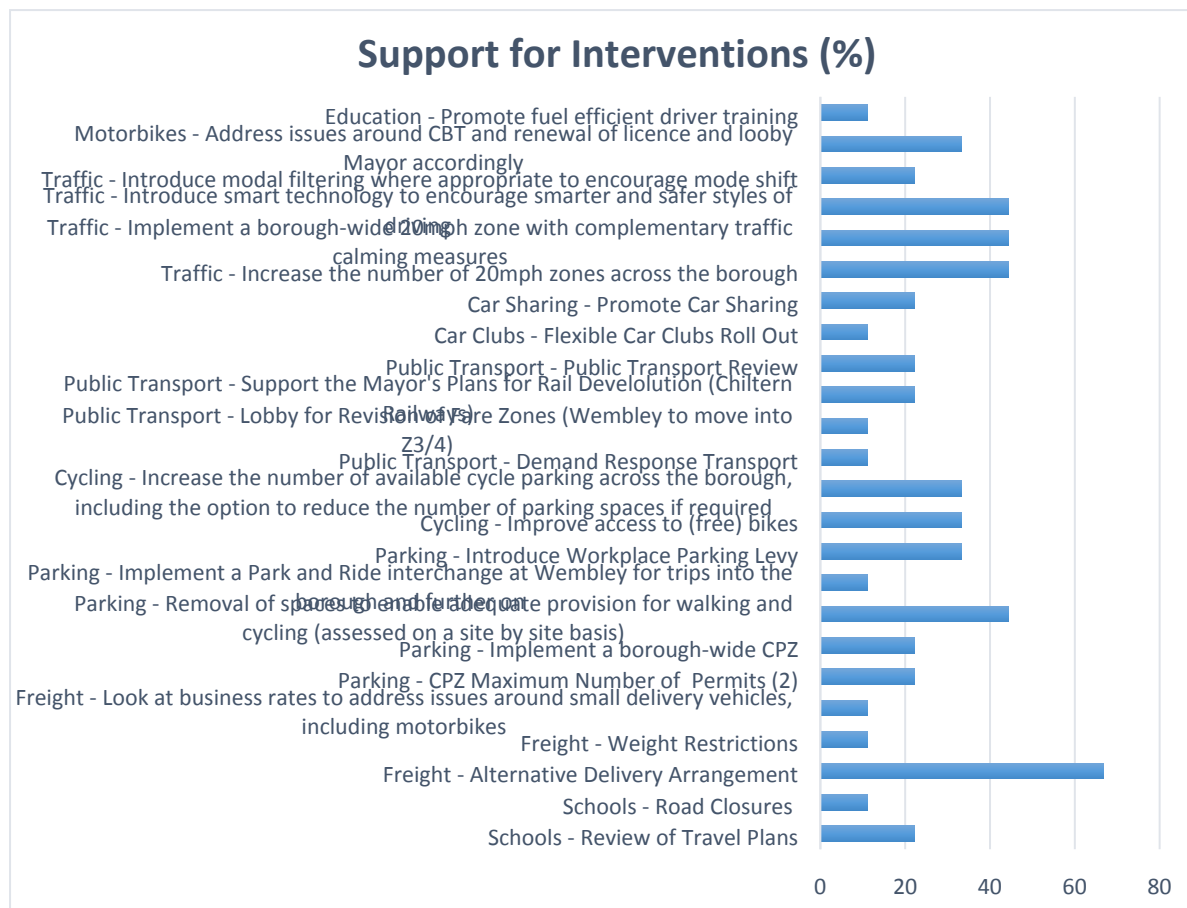 Support for Interventions (%)
Education - Promote fuel efficient driver training
Motorbikes - Address issues around CBT and renewal of licence and looby
Mayor accordingly
Traffic - Introduce modal filtering where appropriate to encourage mode shift
Traffic - Introduce smart technology to encourage smarter and safer styles of
driving
Traffic - Implement a borough-wide 20mph zone with complementary traffic
calming measures
Traffic - Increase the number of 20mph zones across the borough
Car Sharing - Promote Car Sharing
Car Clubs - Flexible Car Clubs Roll Out
Public Transport - Public Transport Review
Public Transport - Support the Mayor's Plans for Rail Develolution (Chiltern
Railways)
Public Transport - Lobby for Revision of Fare Zones (Wembley to move into
Z3/4)
Public Transport - Demand Response Transport
Cycling - Increase the number of available cycle parking across the borough,
including the option to reduce the number of parking spaces if required
Cycling - Improve access to (free) bikes
Parking - Introduce Workplace Parking Levy
Parking - Implement a Park and Ride interchange at Wembley for trips into the
borough and further on
Parking - Removal of spaces to enable adequate provision for walking and
cycling (assessed on a site by site basis)
Parking - Implement a borough-wide CPZ
Parking - CPZ Maximum Number of  Permits (2)
Freight - Look at business rates to address issues around small delivery vehicles,
including motorbikes
Freight - Weight Restrictions
Freight - Alternative Delivery Arrangement
Schools - Road Closures
Schools - Review of Travel Plans
0 20 40 60 80